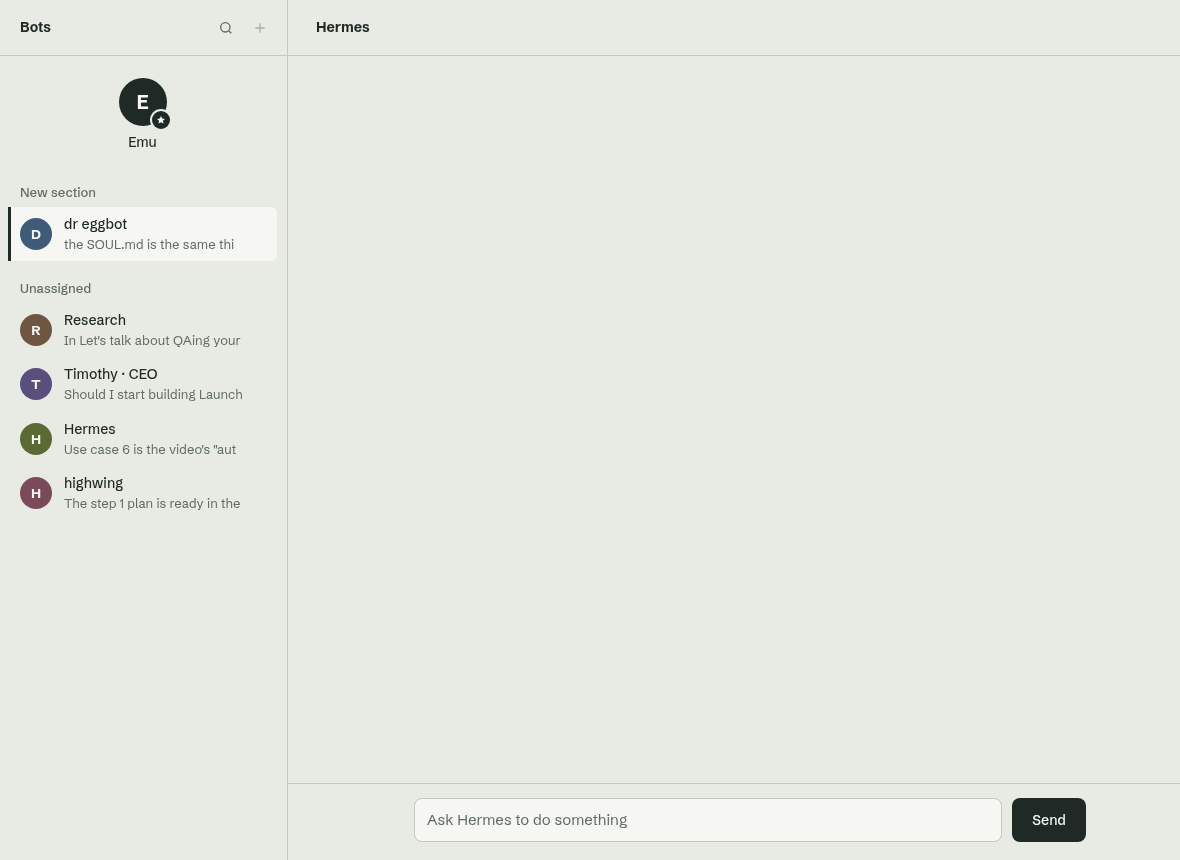 Bots
Hermes
E
Emu
New section
D
dr eggbot
the SOUL.md is the same thi
Unassigned
R
Research
In Let's talk about QAing your
T
Timothy · CEO
Should I start building Launch
H
Hermes
Use case 6 is the video's "aut
H
highwing
The step 1 plan is ready in the
Ask Hermes to do something
Send